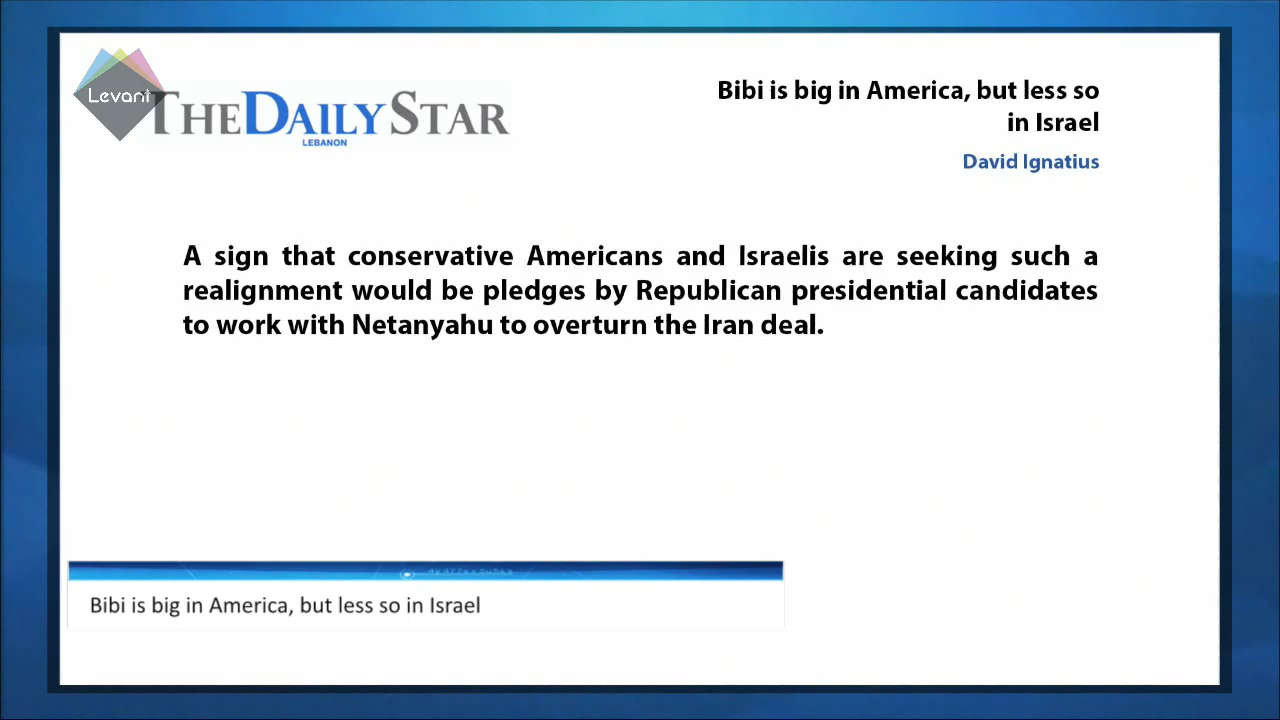 Levant
THE DAILY STAR
LEBANON
Bibi is big in America, but less so
in Israel
David Ignatius
A sign that conservative Americans and Israelis are seeking such a
realignment would be pledges by Republican presidential candidates
to work with Netanyahu to overturn the Iran deal.
Bibi is big in America, but less so in Israel